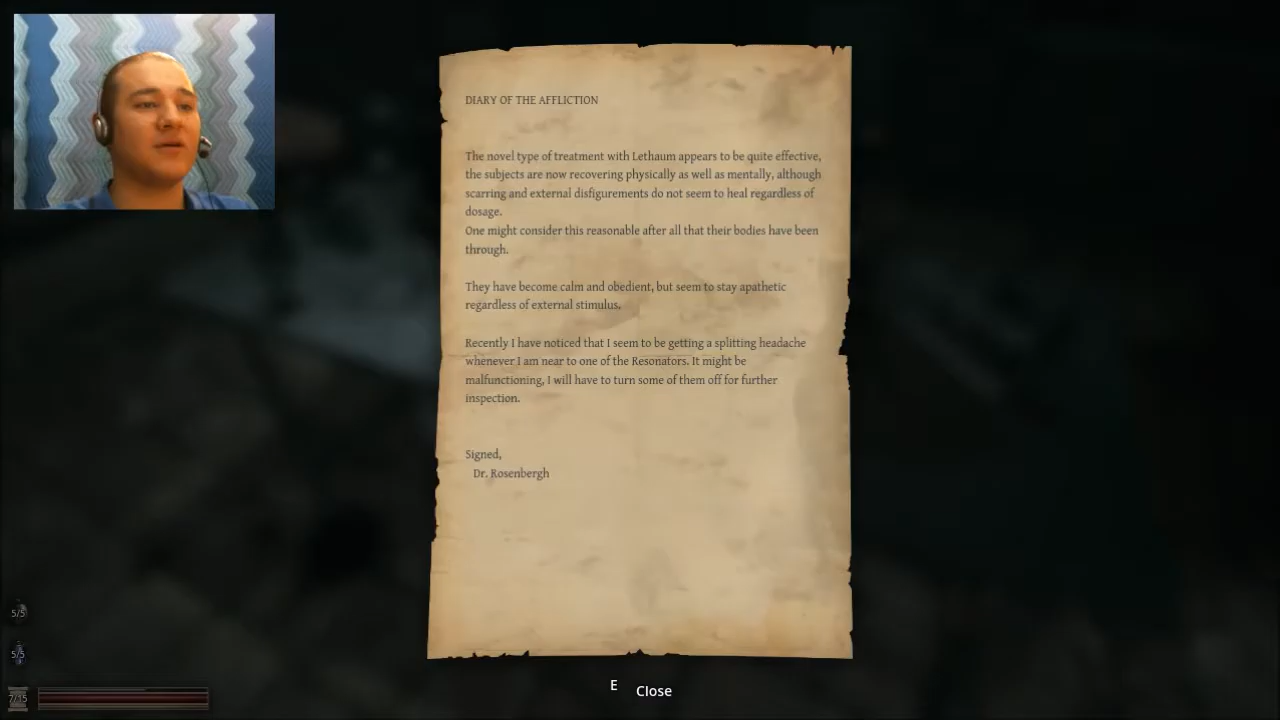 DIARY OF THE AFFLICTION
The novel type of treatment with Lethaum appears to be quite effective,
the subjects are now recovering physically as well as mentally, although
scarring and external disfigurements do not seem to heal regardless of
dosage.
One might consider this reasonable after all that their bodies have been
through.
They have become calm and obedient, but seem to stay apathetic
regardless of external stimulus.
Recently I have noticed that I seem to be getting a splitting headache
whenever I am near to one of the Resonators. It might be
malfunctioning, I will have to turn some of them off for further
inspection.
Signed,
Dr. Rosenbergh
5/5
5/5
7/15
E Close